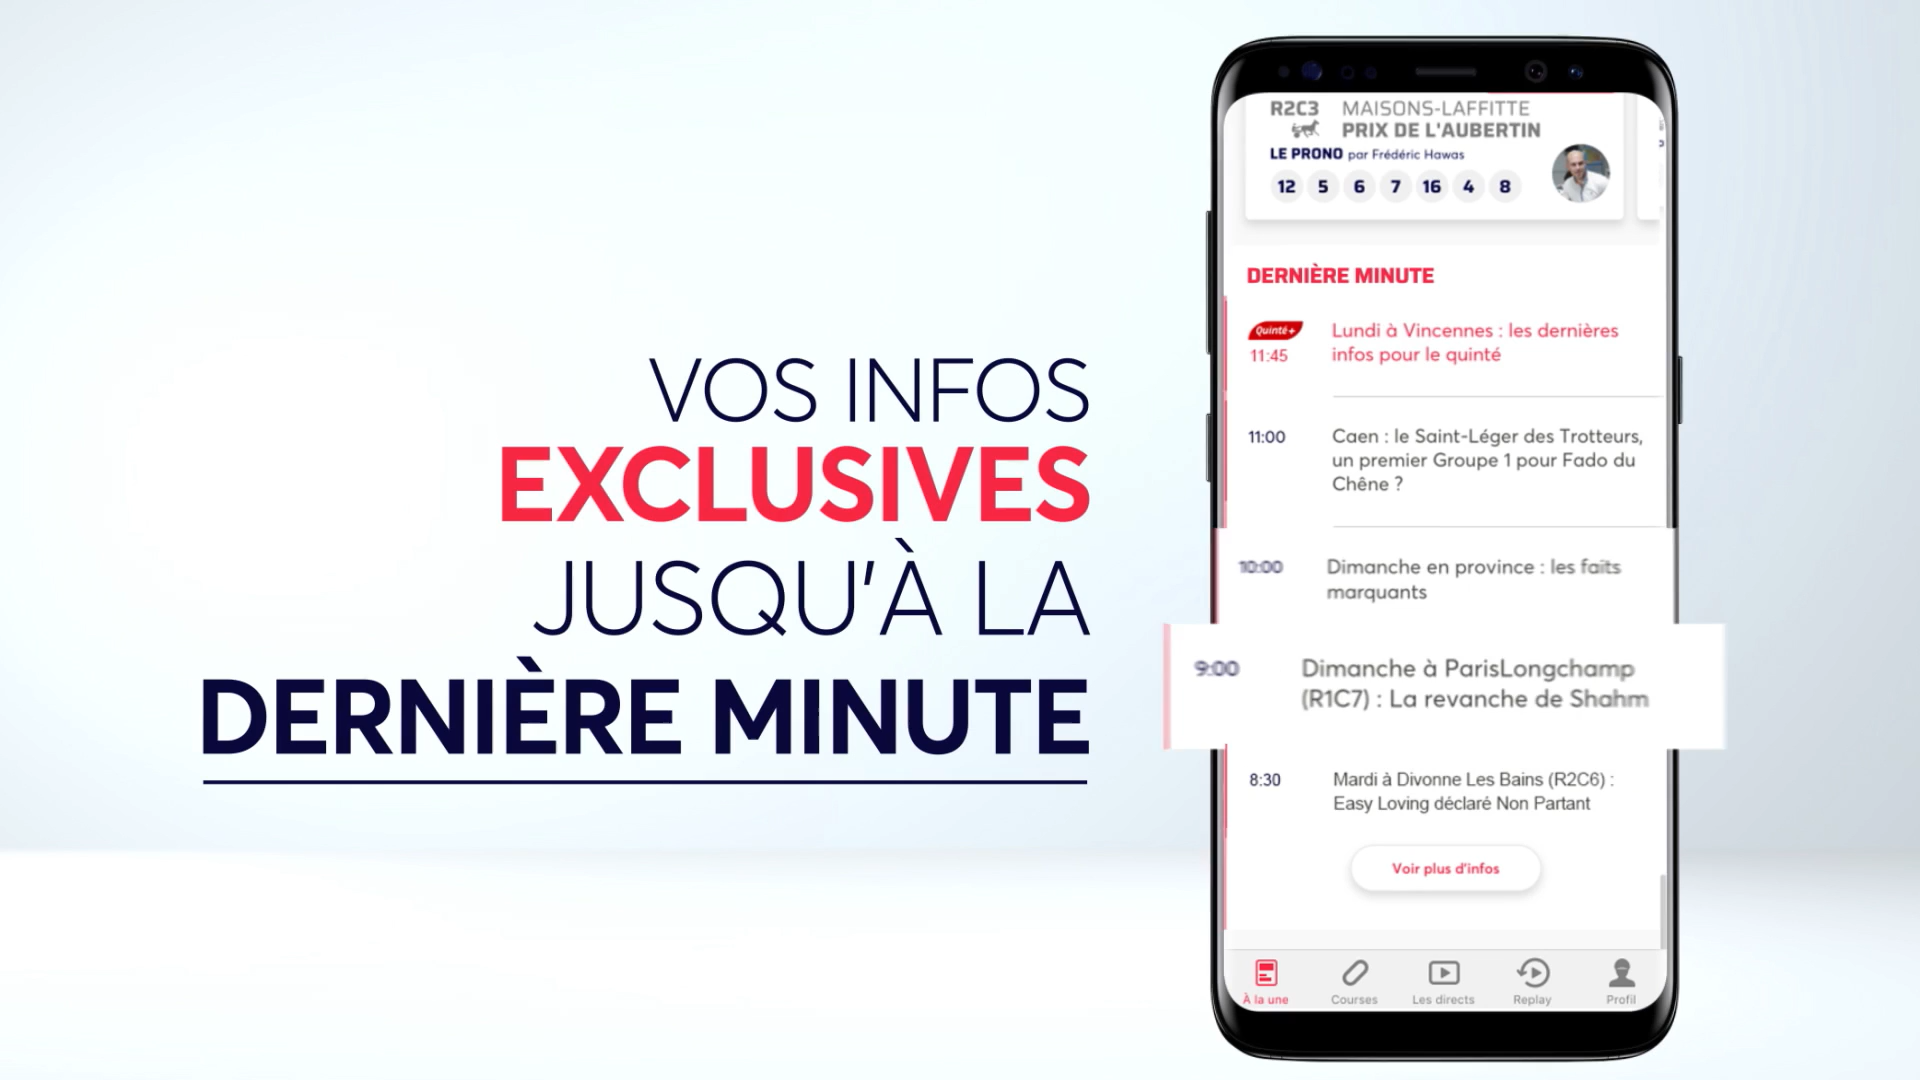 VOS INFOS
EXCLUSIVES
JUSQU'À LA
DERNIÈRE MINUTE
R2C3 MAISONS-LAFFITTE
PRIX DE L'AUBERTIN
LE PRONO par Frédéric Hawas
12 5 6 7 16 4 8
DERNIÈRE MINUTE
Quinté+
11:45
Lundi à Vincennes : les dernières
infos pour le quinté
11:00
Caen : le Saint-Léger des Trotteurs,
un premier Groupe 1 pour Fado du
Chêne ?
10:00
Dimanche en province : les faits
marquants
9:00
Dimanche à ParisLongchamp
(R1C7) : La revanche de Shahm
8:30
Mardi à Divonne Les Bains (R2C6) :
Easy Loving déclaré Non Partant
Voir plus d'infos
À la une Courses Les directs Replay Profil